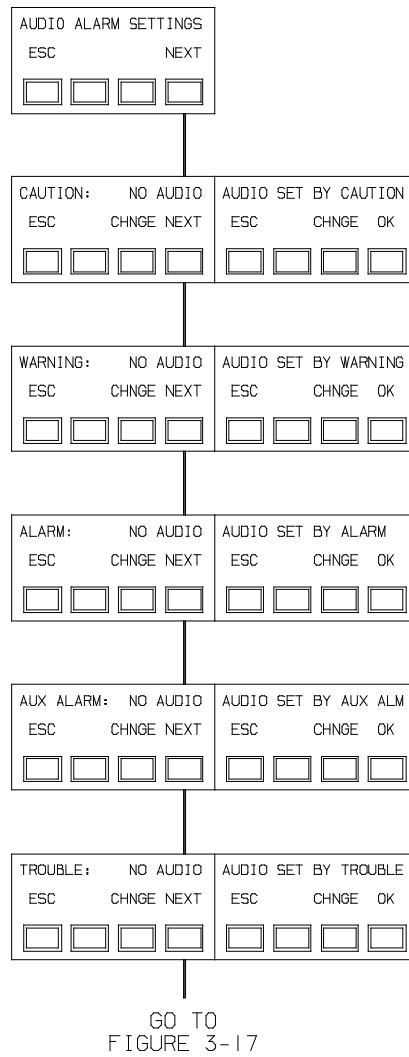 AUDIO ALARM SETTINGS
ESC NEXT
CAUTION: NO AUDIO
ESC CHNGE NEXT
AUDIO SET BY CAUTION
ESC CHNGE OK
WARNING: NO AUDIO
ESC CHNGE NEXT
AUDIO SET BY WARNING
ESC CHNGE OK
ALARM: NO AUDIO
ESC CHNGE NEXT
AUDIO SET BY ALARM
ESC CHNGE OK
AUX ALARM: NO AUDIO
ESC CHNGE NEXT
AUDIO SET BY AUX ALM
ESC CHNGE OK
TROUBLE: NO AUDIO
ESC CHNGE NEXT
AUDIO SET BY TROUBLE
ESC CHNGE OK
GO TO
FIGURE 3-17